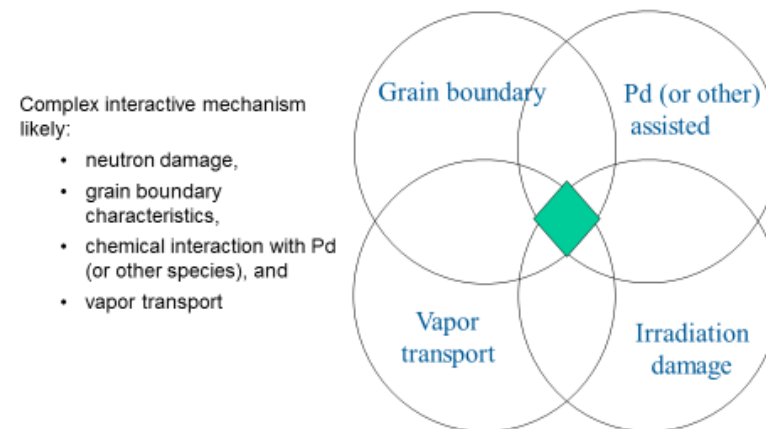 Complex interactive mechanism
likely:
• neutron damage,
• grain boundary
characteristics,
• chemical interaction with Pd
(or other species), and
• vapor transport
Grain boundary
Pd (or other)
assisted
Vapor
transport
Irradiation
damage